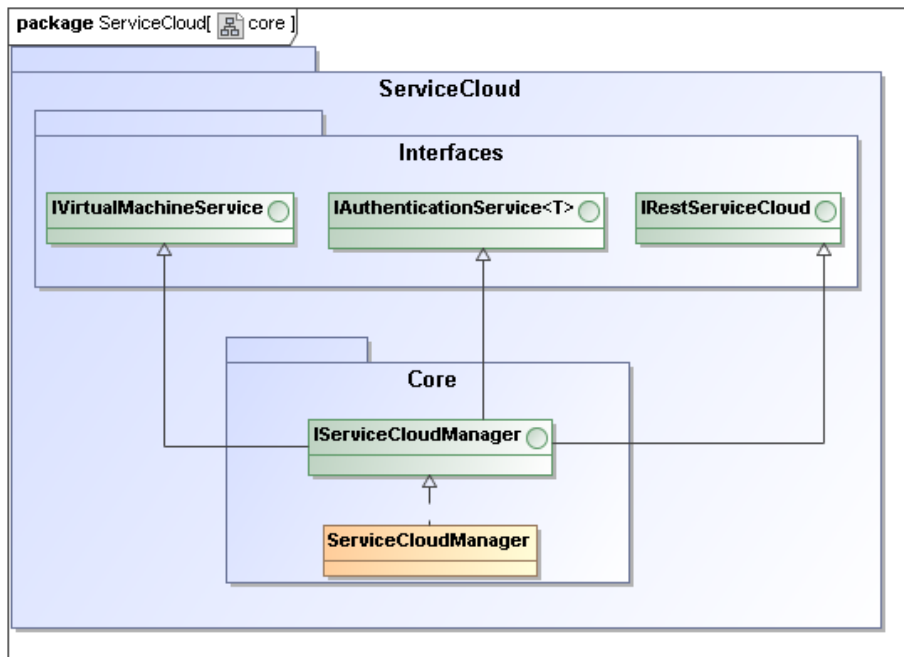 package ServiceCloud[ core ]
ServiceCloud
Interfaces
IVirtualMachineService
IAuthenticationService<T>
IRestServiceCloud
Core
IServiceCloudManager
ServiceCloudManager